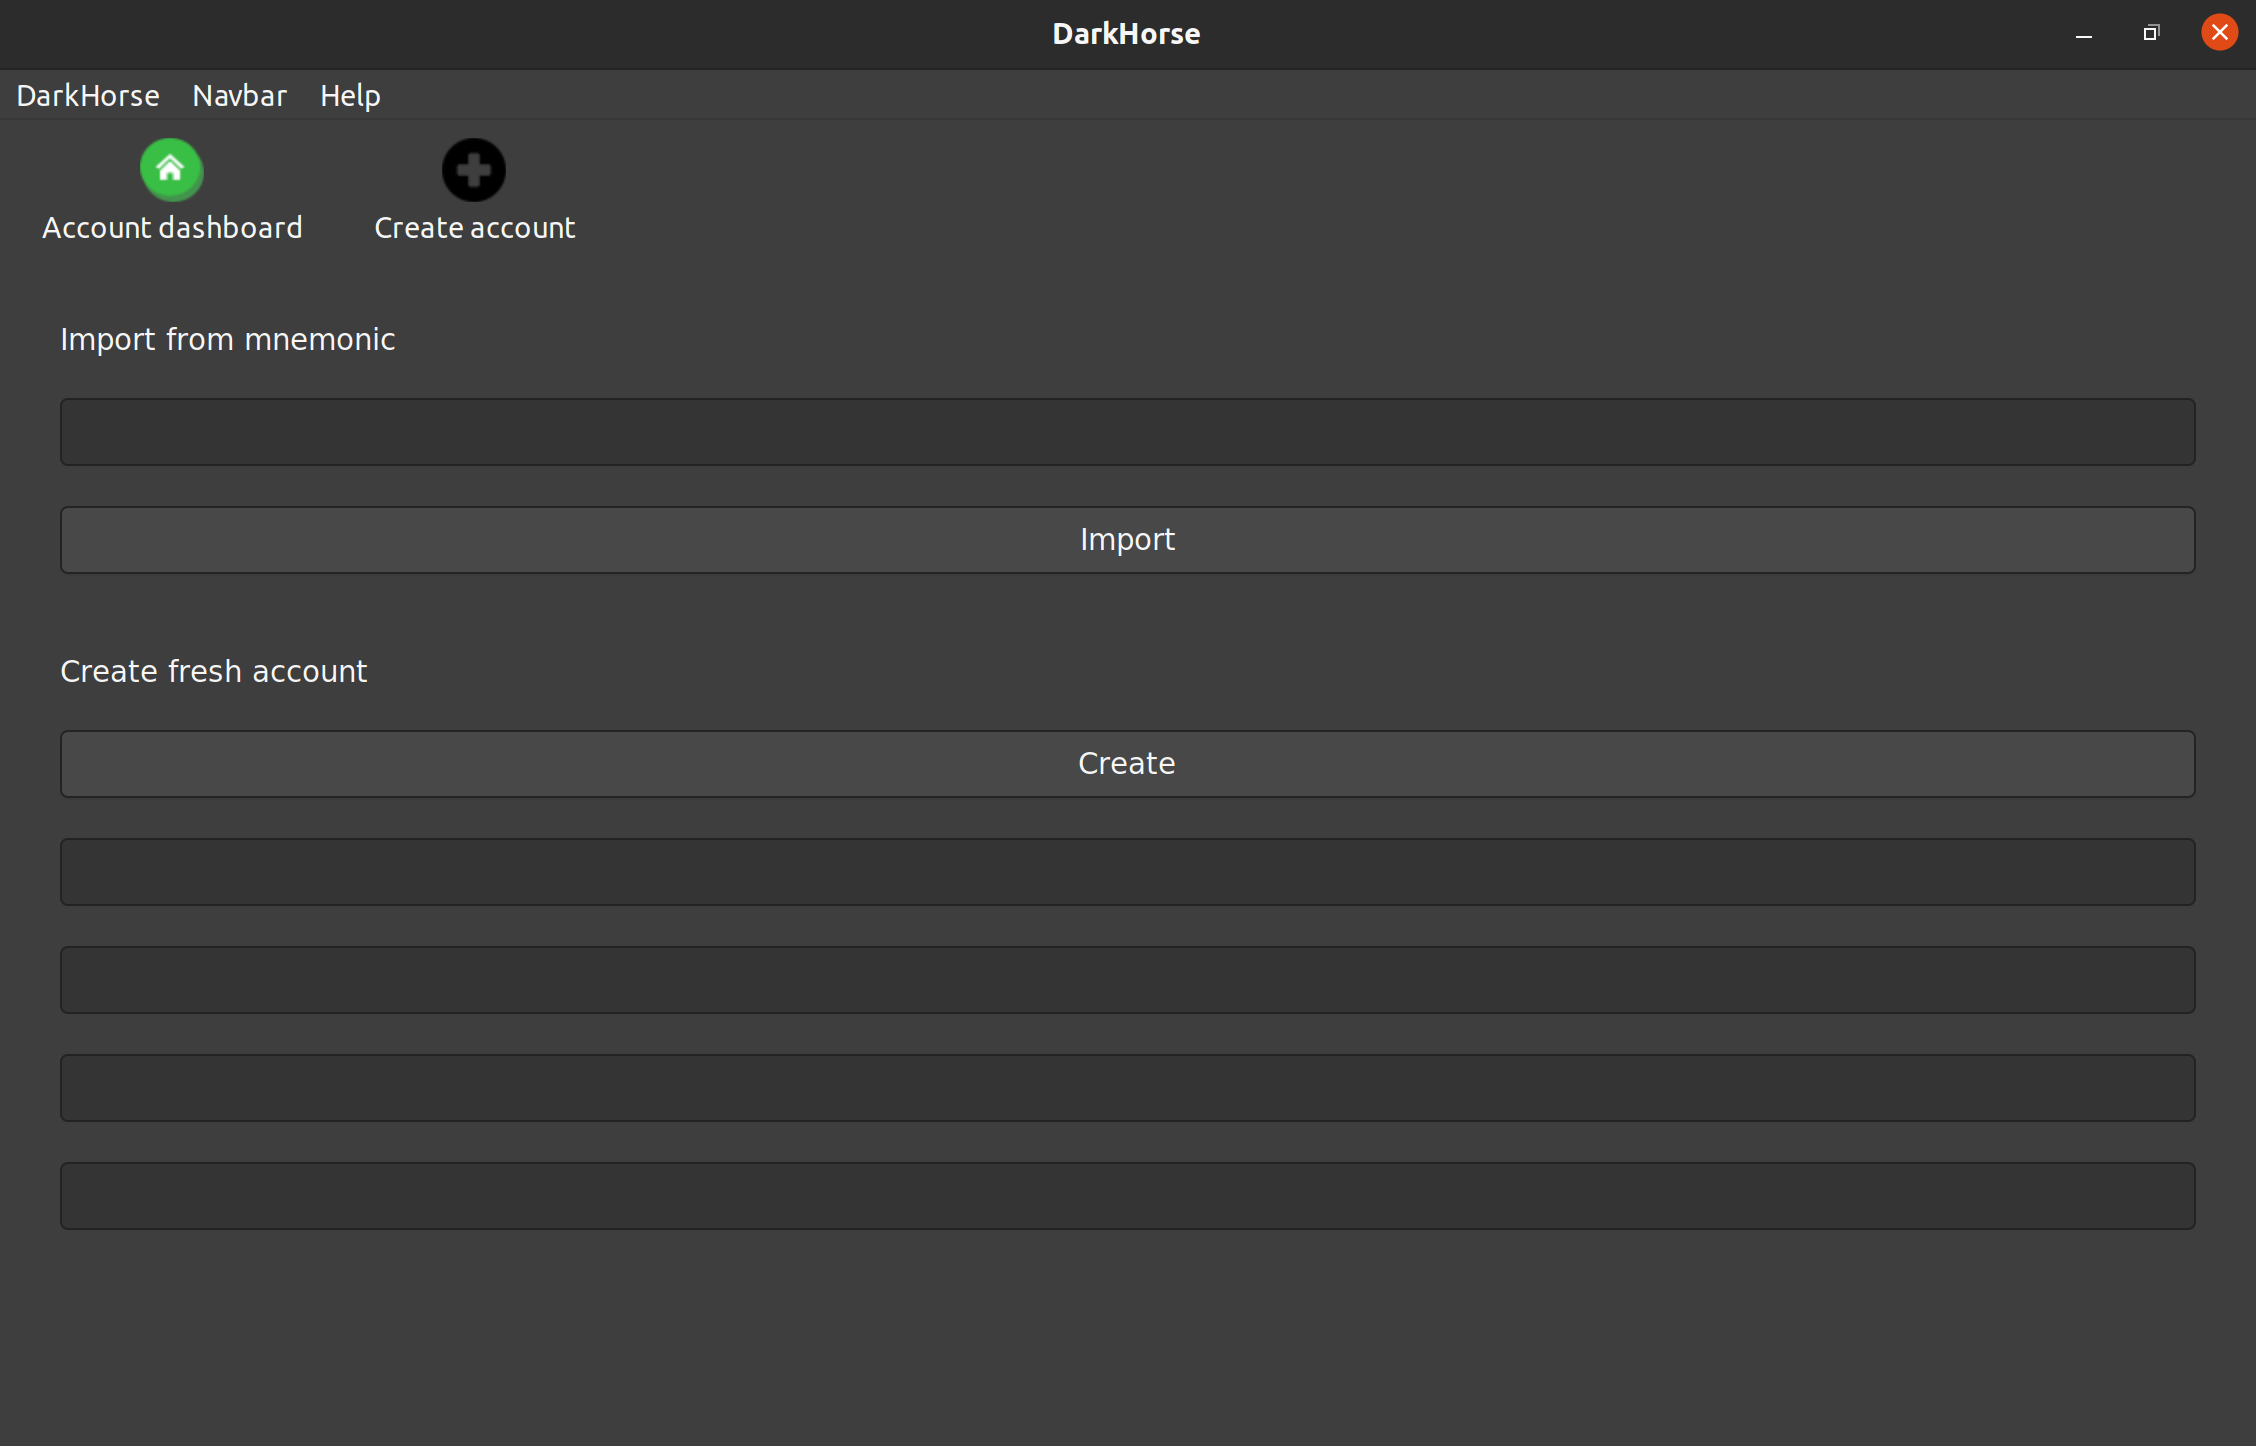 DarkHorse
DarkHorse Navbar Help
Account dashboard Create account
Import from mnemonic
Import
Create fresh account
Create